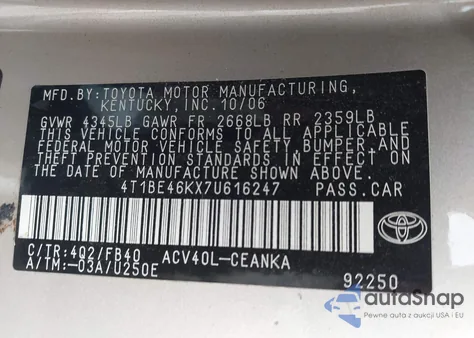 MFD.BY:TOYOTA MOTOR MANUFACTURING,
KENTUCKY, INC.10/06
GVWR 4345LB GAWR FR 2668LB RR 2359LB
THIS VEHICLE CONFORMS TO ALL APPLICABLE
FEDERAL MOTOR VEHICLE SAFETY, BUMPER, AND
THEFT PREVENTION STANDARDS IN EFFECT ON
THE DATE OF MANUFACTURE SHOWN ABOVE.
4T1BE46KX7U616247 PASS.CAR
C/TR:4Q2/FB40 ACV40L-CEANKA
A/TM:-03A/U250E 92250
TOYOTA
autoSnap
Pewne auta z aukcji USA i EU